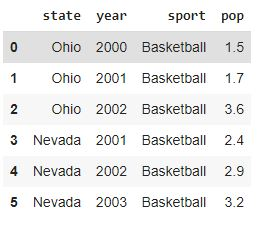 state year sport pop
0 Ohio 2000 Basketball 1.5
1 Ohio 2001 Basketball 1.7
2 Ohio 2002 Basketball 3.6
3 Nevada 2001 Basketball 2.4
4 Nevada 2002 Basketball 2.9
5 Nevada 2003 Basketball 3.2